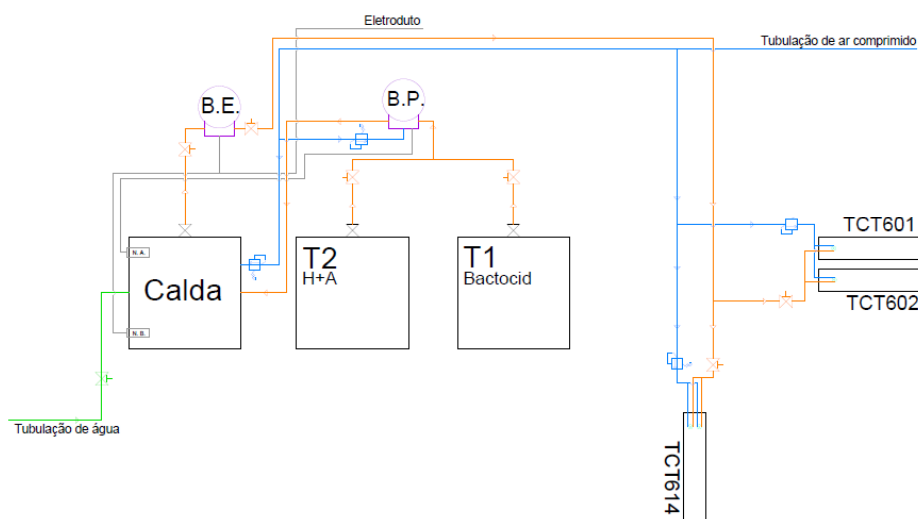 Eletroduto
Tubulação de ar comprimido
B.E.
B.P.
N.A.
Calda
N.B.
T2
H+A
T1
Bactocid
TCT601
TCT602
Tubulação de água
TCT614